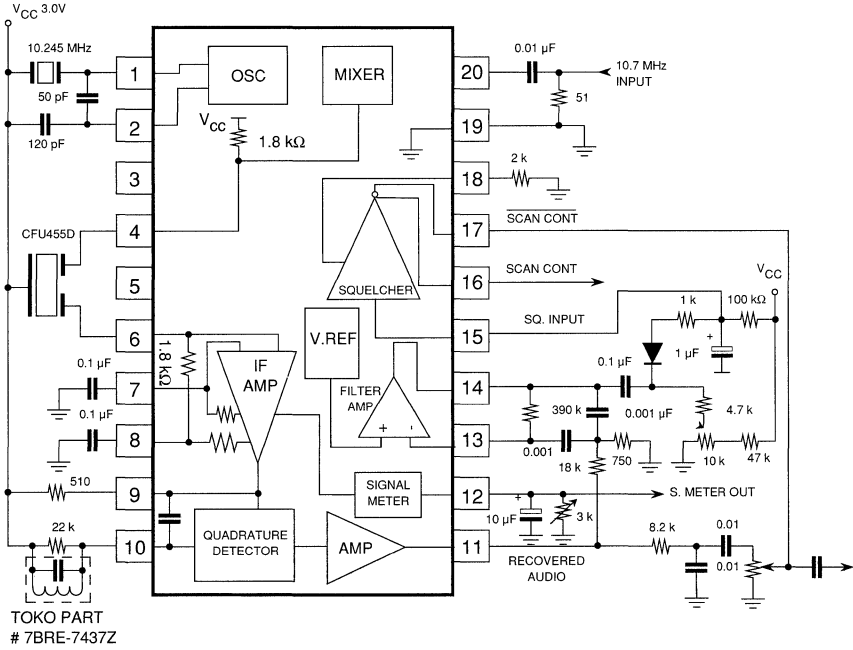 VCC 3.0V
10.245 MHz
50 pF
120 pF
CFU455D
0.1 µF
0.1 µF
510
22 k
TOKO PART
# 7BRE-7437Z
1
2
3
4
5
6
7
8
9
10
OSC
MIXER
VCC
1.8 kΩ
SQUELCHER
1.8 kΩ
IF
AMP
V.REF
FILTER
AMP
+
-
SIGNAL
METER
QUADRATURE
DETECTOR
AMP
20
19
18
17
16
15
14
13
12
11
0.01 µF
10.7 MHz
INPUT
51
2 k
SCAN CONT
SCAN CONT
SQ. INPUT
VCC
1 k
100 kΩ
+
1 µF
0.1 µF
390 k
0.001 µF
4.7 k
0.001
750
10 k
47 k
18 k
S. METER OUT
+
10 µF
3 k
RECOVERED
AUDIO
8.2 k
0.01
0.01